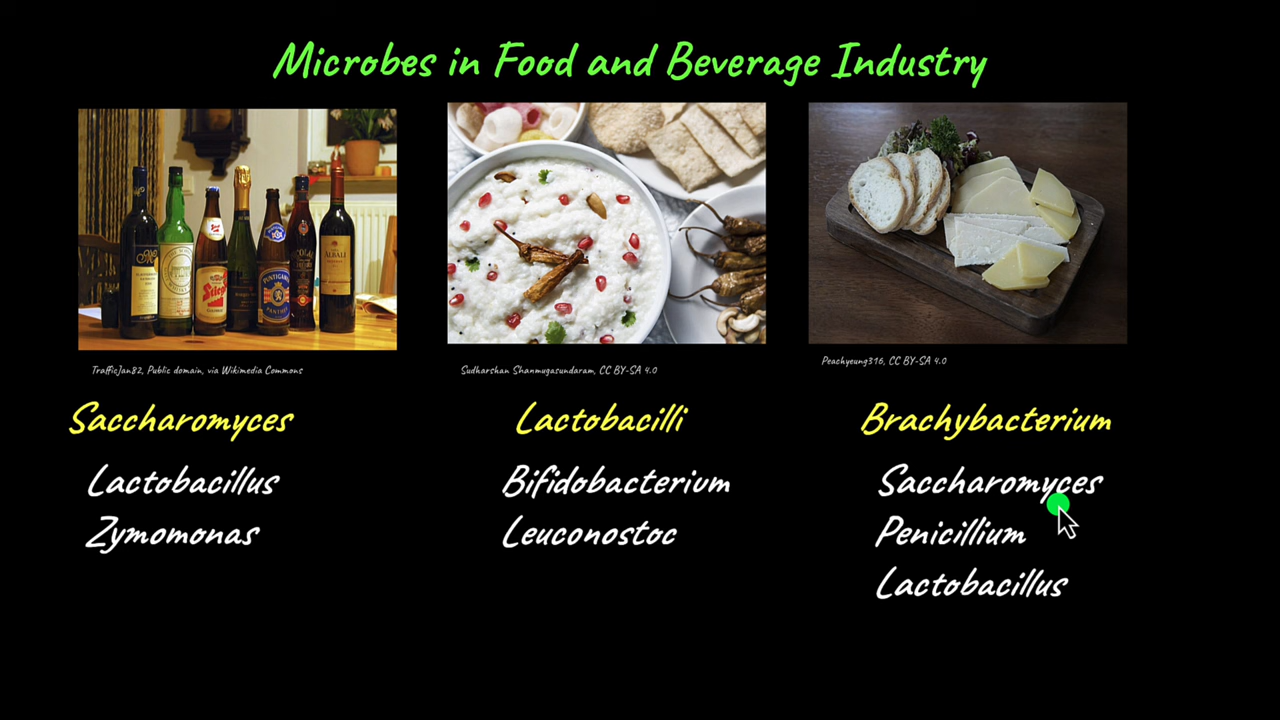 Microbes in Food and Beverage Industry
TrafficJan82, Public domain, via Wikimedia Commons
Sudharshan Shanmugasundaram, CC BY-SA 4.0
Peachyeung316, CC BY-SA 4.0
Saccharomyces
Lactobacillus
Zymomonas
Lactobacilli
Bifidobacterium
Leuconostoc
Brachybacterium
Saccharomyces
Penicillium
Lactobacillus